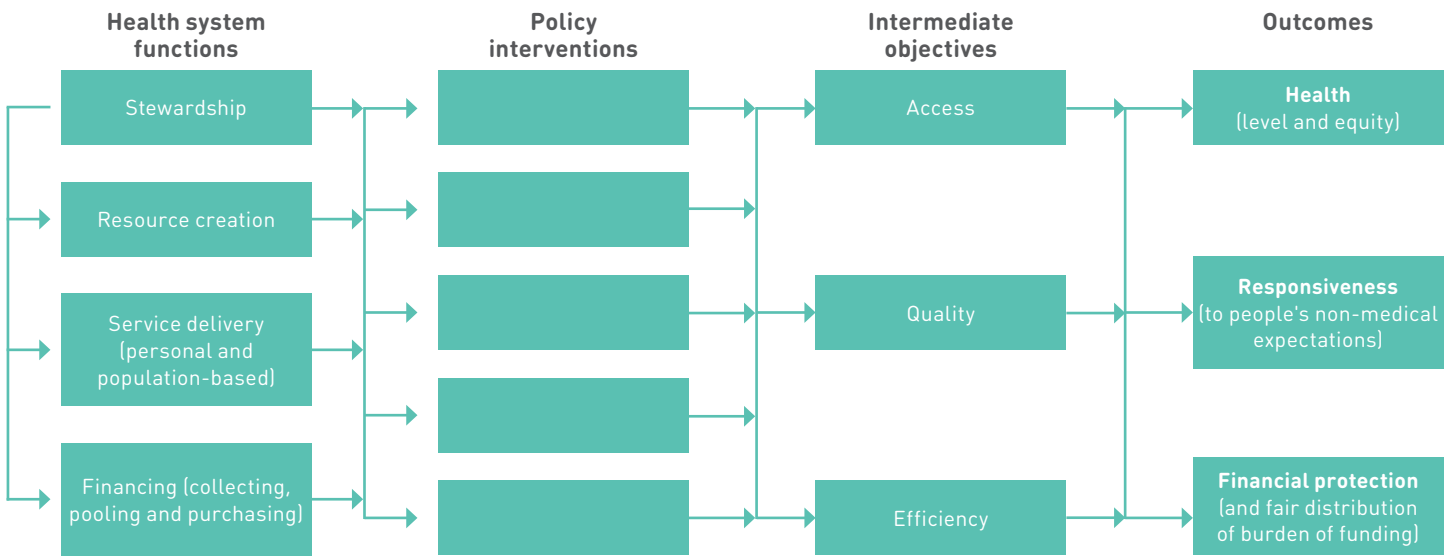 Health system
functions
Policy
interventions
Intermediate
objectives
Outcomes
Stewardship
Access
Health
(level and equity)
Resource creation
Service delivery
(personal and
population-based)
Quality
Responsiveness
(to people's non-medical
expectations)
Financing (collecting,
pooling and purchasing)
Efficiency
Financial protection
(and fair distribution
of burden of funding)